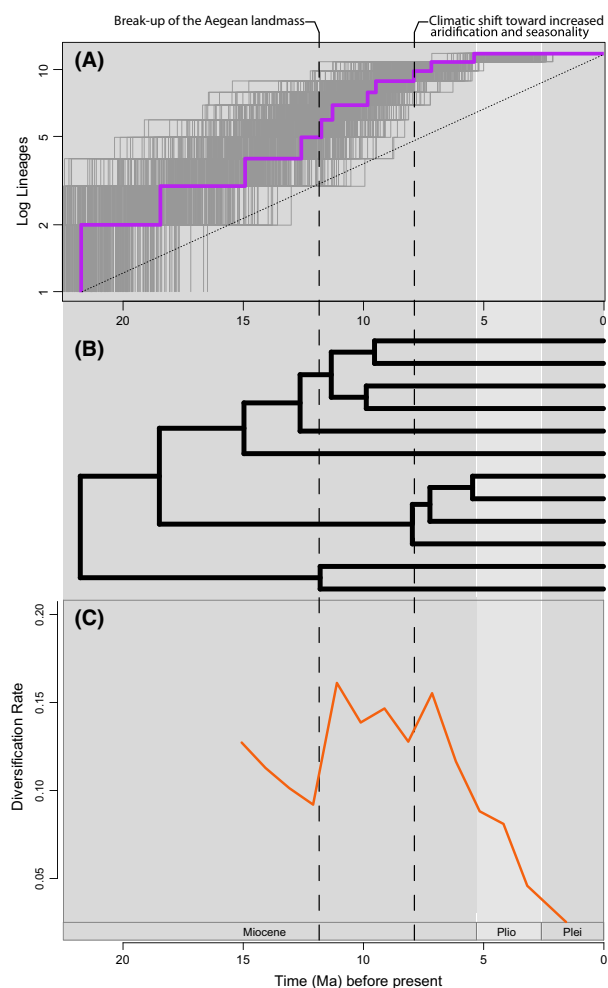 Break-up of the Aegean landmass
Climatic shift toward increased
aridification and seasonality
(A)
Log Lineages
10
5
2
1
20 15 10 5 0
(B)
(C)
Diversification Rate
0.20
0.15
0.10
0.05
Miocene Plio Plei
20 15 10 5 0
Time (Ma) before present